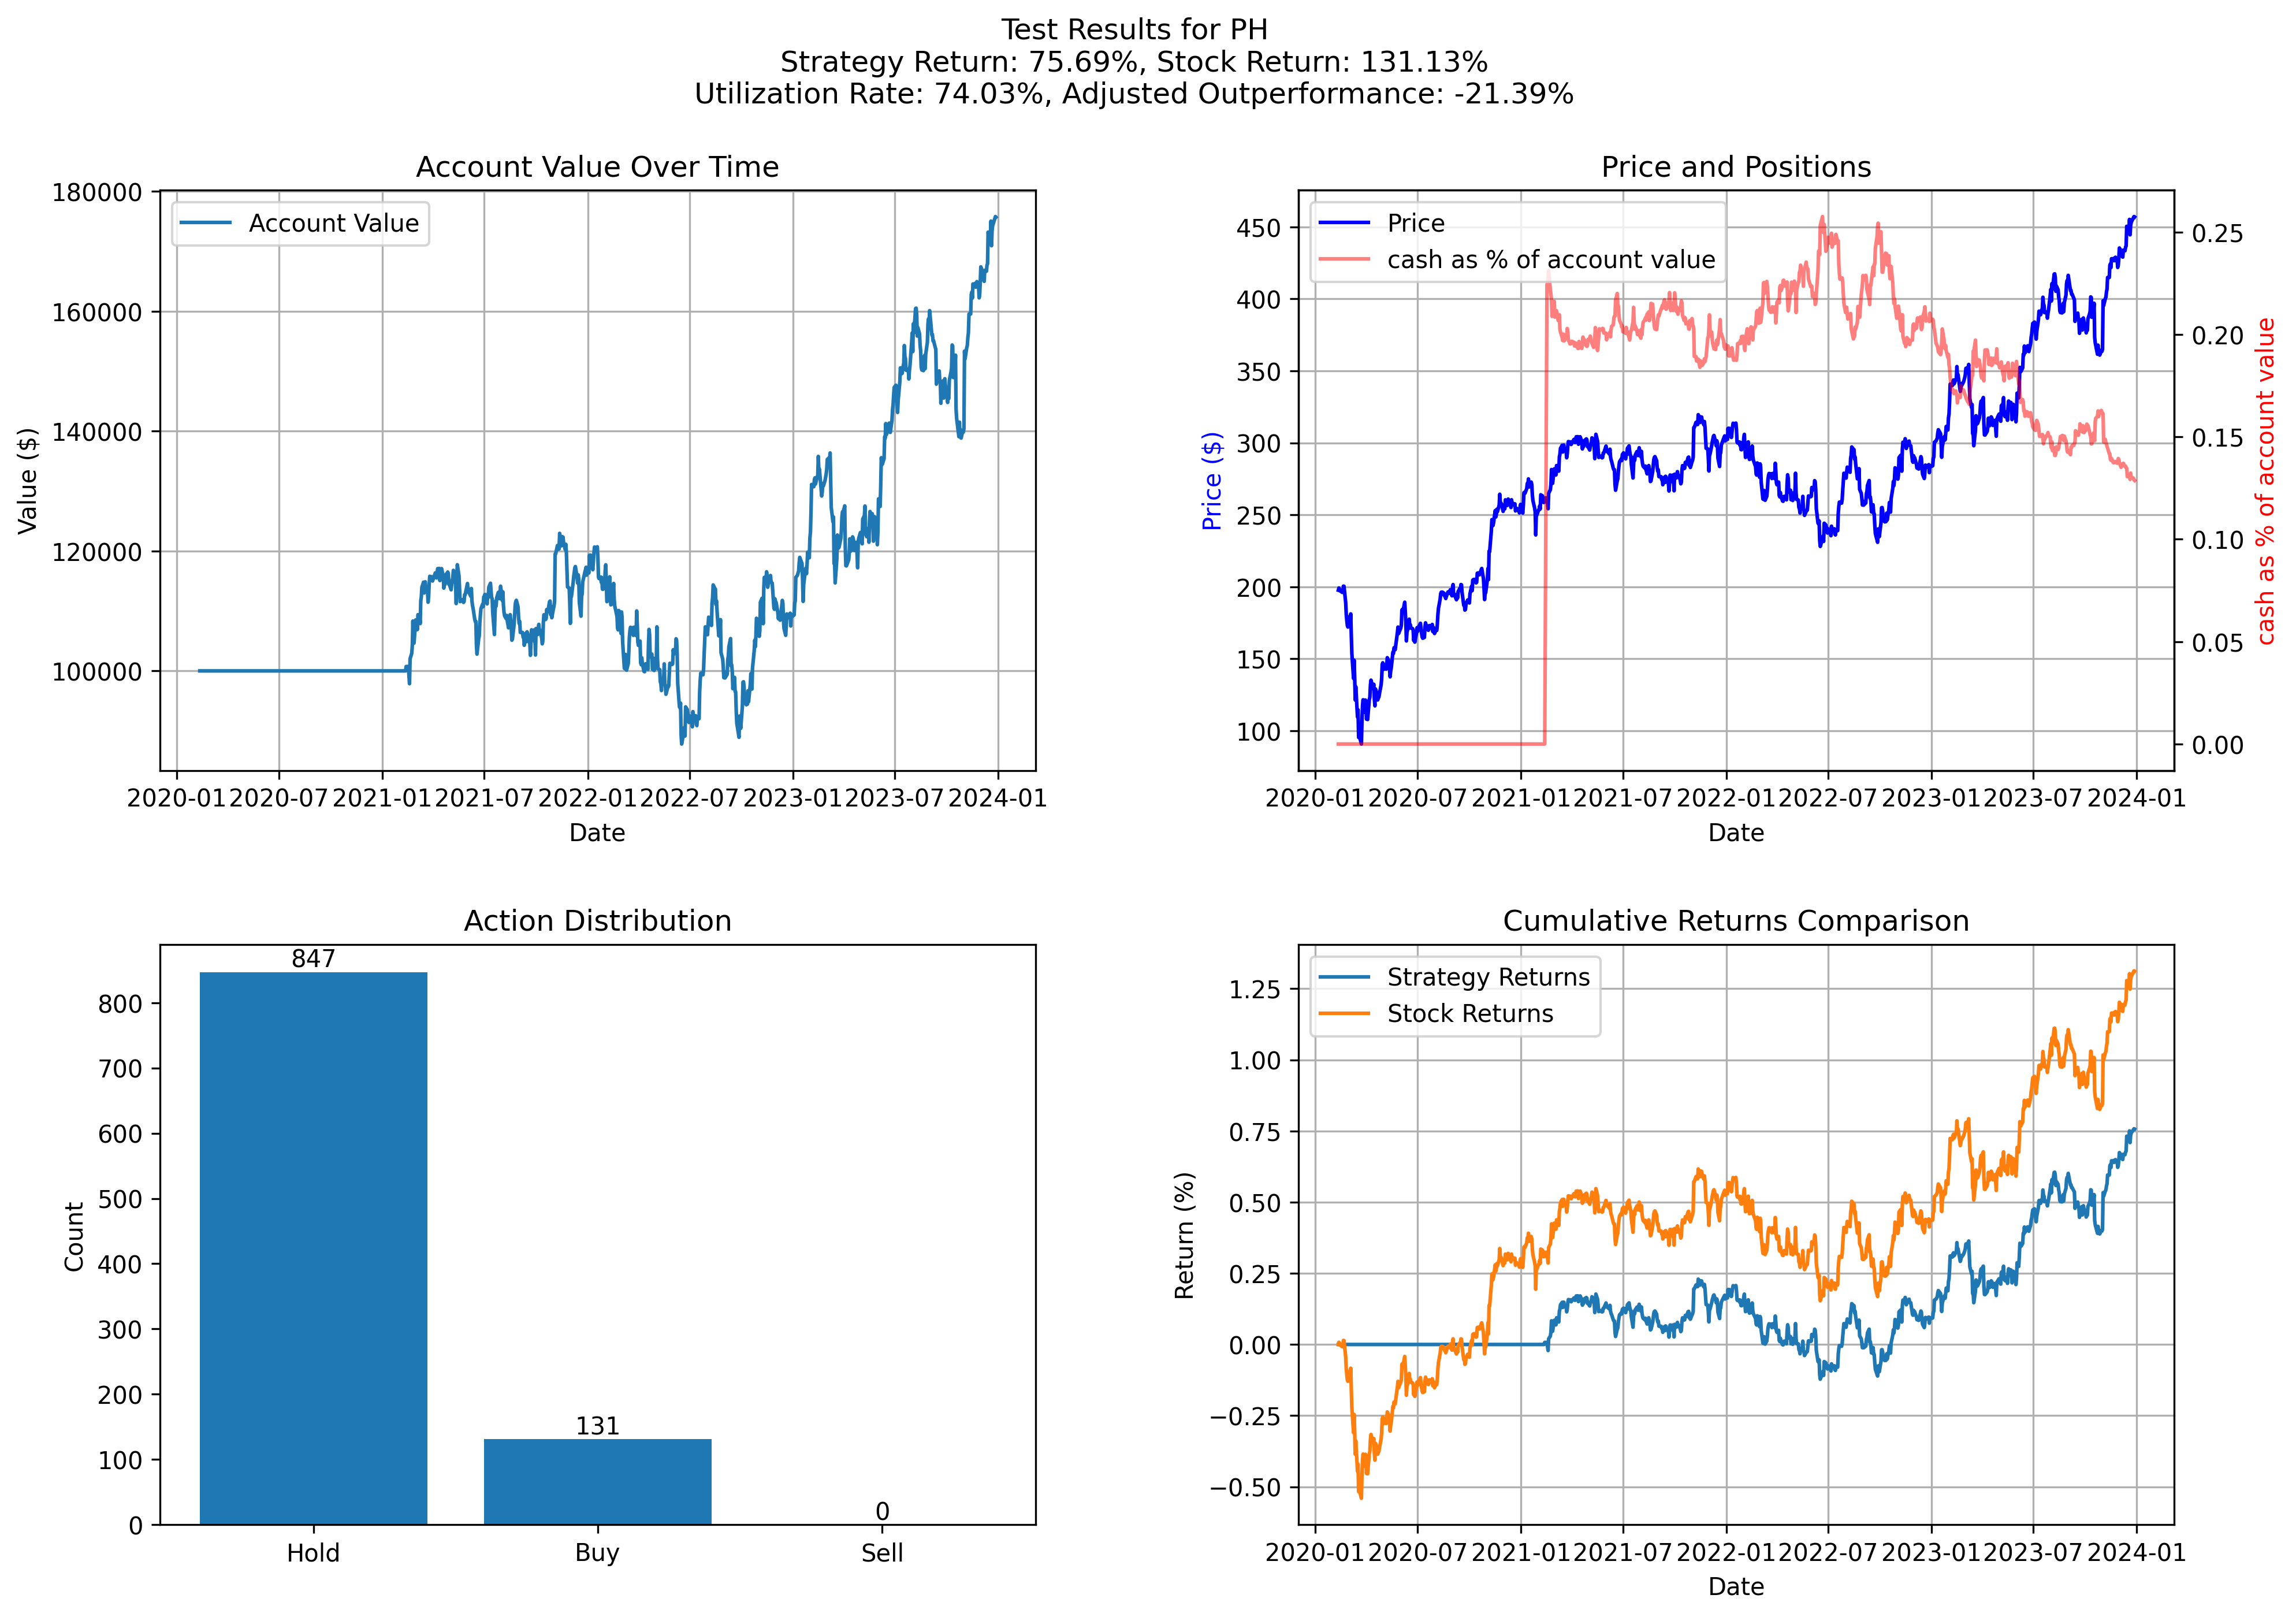 Test Results for PH
Strategy Return: 75.69%, Stock Return: 131.13%
Utilization Rate: 74.03%, Adjusted Outperformance: -21.39%
Account Value Over Time
180000
160000
140000
120000
100000
Value ($)
Account Value
2020-01 2020-07 2021-01 2021-07 2022-01 2022-07 2023-01 2023-07 2024-01
Date
Price and Positions
450
400
350
300
250
200
150
100
Price ($)
Price
cash as % of account value
0.25
0.20
0.15
0.10
0.05
0.00
cash as % of account value
2020-01 2020-07 2021-01 2021-07 2022-01 2022-07 2023-01 2023-07 2024-01
Date
Action Distribution
800
700
600
500
400
300
200
100
0
Count
847
131
0
Hold Buy Sell
Cumulative Returns Comparison
1.25
1.00
0.75
0.50
0.25
0.00
−0.25
−0.50
Return (%)
Strategy Returns
Stock Returns
2020-01 2020-07 2021-01 2021-07 2022-01 2022-07 2023-01 2023-07 2024-01
Date